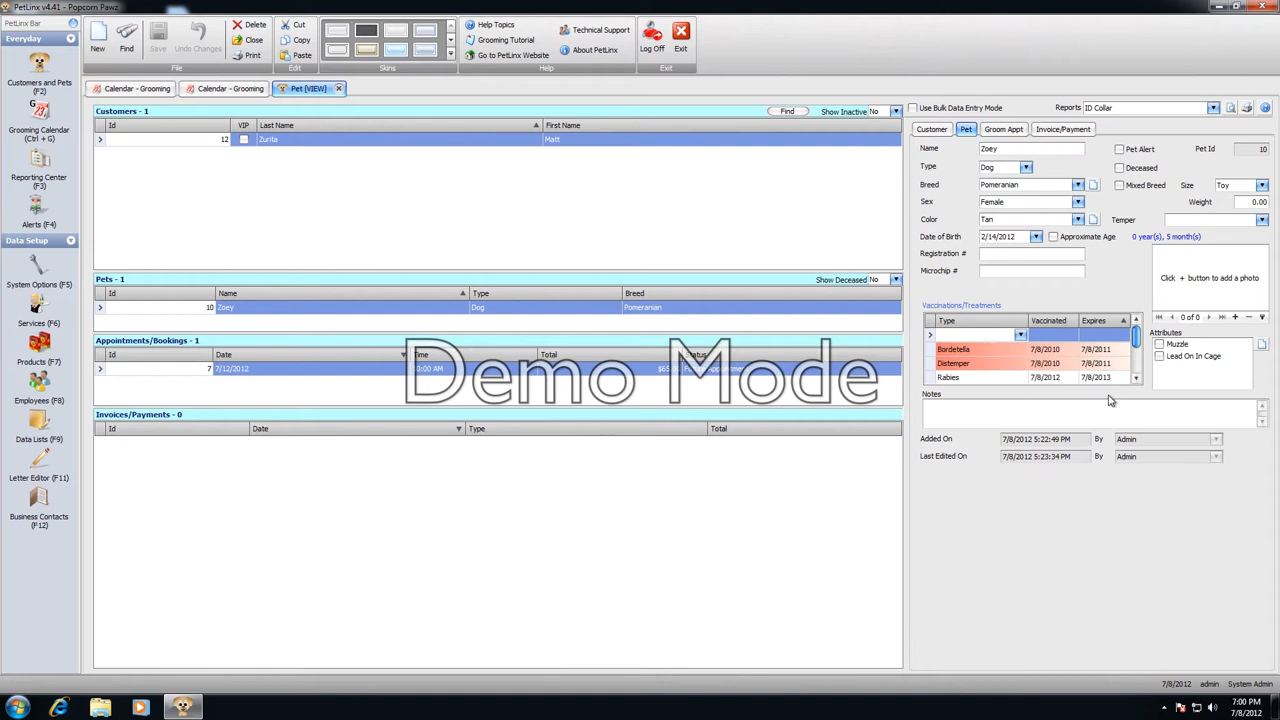 PetLinx v4.41 - Popcorn Pawz
PetLinx Bar
Everyday
Customers and Pets
(F2)
Grooming Calendar
(Ctrl + G)
Reporting Center
(F3)
Alerts (F4)
Data Setup
System Options (F5)
Services (F6)
Products (F7)
Employees (F8)
Data Lists (F9)
Letter Editor (F11)
Business Contacts
(F12)
New
Find
Save
Undo Changes
Delete
Close
Print
File
Cut
Copy
Paste
Edit
Skins
Help Topics
Grooming Tutorial
Go to PetLinx Website
Technical Support
About PetLinx
Help
Log Off
Exit
Exit
Calendar - Grooming
Calendar - Grooming
Pet [VIEW]
Customers - 1
Find
Show Inactive No
Id VIP Last Name First Name
12 Zurita Matt
Pets - 1
Show Deceased No
Id Name Type Breed
10 Zoey Dog Pomeranian
Appointments/Bookings - 1
Id Date Time Total Status
7 7/12/2012
Demo Mode
Invoices/Payments - 0
Id Date Type Total
Use Bulk Data Entry Mode
Reports ID Collar
Customer Pet Groom Appt Invoice/Payment
Name Zoey Pet Alert Pet Id 10
Type Dog Deceased
Breed Pomeranian Mixed Breed Size Toy
Sex Female Weight 0.00
Color Tan Temper
Date of Birth 2/14/2012 Approximate Age 0 year(s), 5 month(s)
Registration #
Microchip #
Click + button to add a photo
0 of 0
Vaccinations/Treatments
Type Vaccinated Expires
Bordetella 7/8/2010 7/8/2011
Distemper 7/8/2010 7/8/2011
Rabies 7/8/2012 7/8/2013
Attributes
Muzzle
Lead On In Cage
Notes
Added On 7/8/2012 5:22:49 PM By Admin
Last Edited On 7/8/2012 5:23:34 PM By Admin
7/8/2012 admin System Admin
7:00 PM
7/8/2012